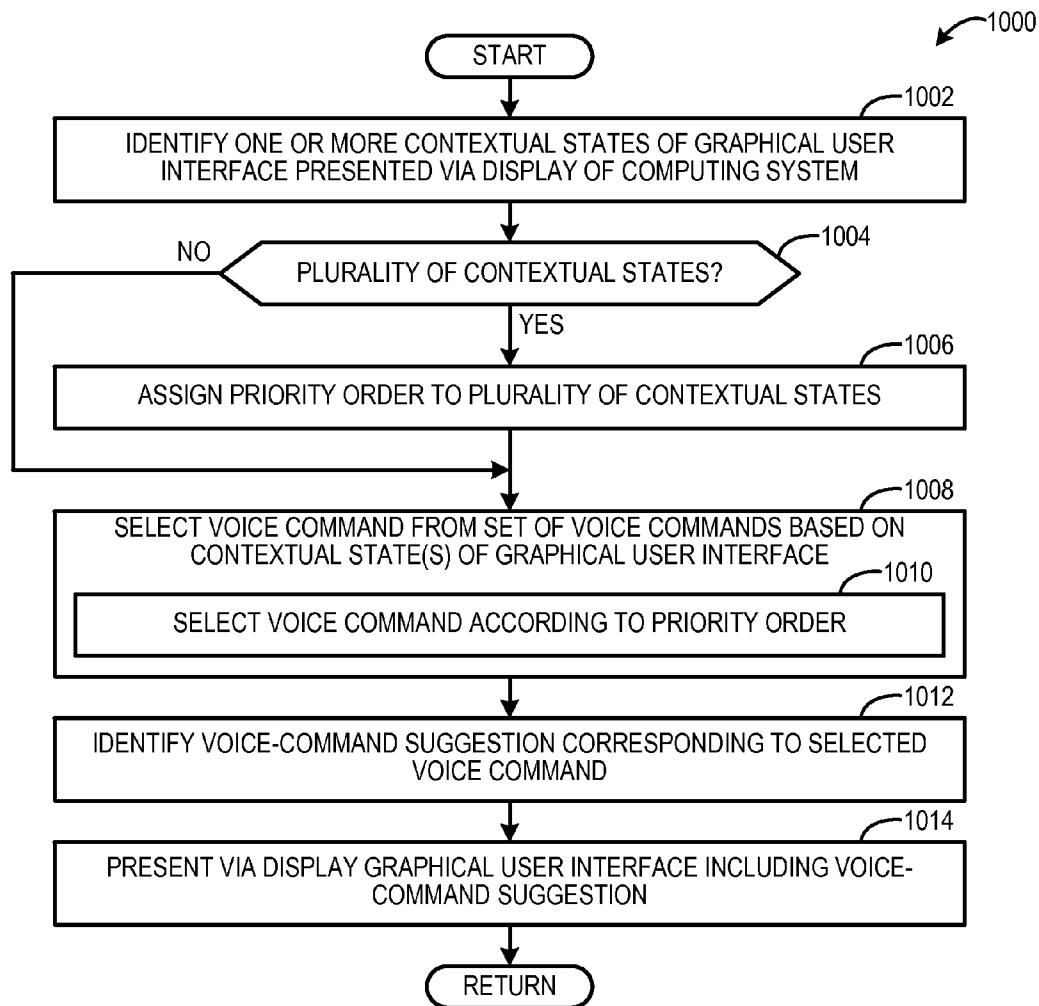 1000
START
1002
IDENTIFY ONE OR MORE CONTEXTUAL STATES OF GRAPHICAL USER
INTERFACE PRESENTED VIA DISPLAY OF COMPUTING SYSTEM
1004
NO
PLURALITY OF CONTEXTUAL STATES?
YES
1006
ASSIGN PRIORITY ORDER TO PLURALITY OF CONTEXTUAL STATES
1008
SELECT VOICE COMMAND FROM SET OF VOICE COMMANDS BASED ON
CONTEXTUAL STATE(S) OF GRAPHICAL USER INTERFACE
1010
SELECT VOICE COMMAND ACCORDING TO PRIORITY ORDER
1012
IDENTIFY VOICE-COMMAND SUGGESTION CORRESPONDING TO SELECTED
VOICE COMMAND
1014
PRESENT VIA DISPLAY GRAPHICAL USER INTERFACE INCLUDING VOICE-
COMMAND SUGGESTION
RETURN